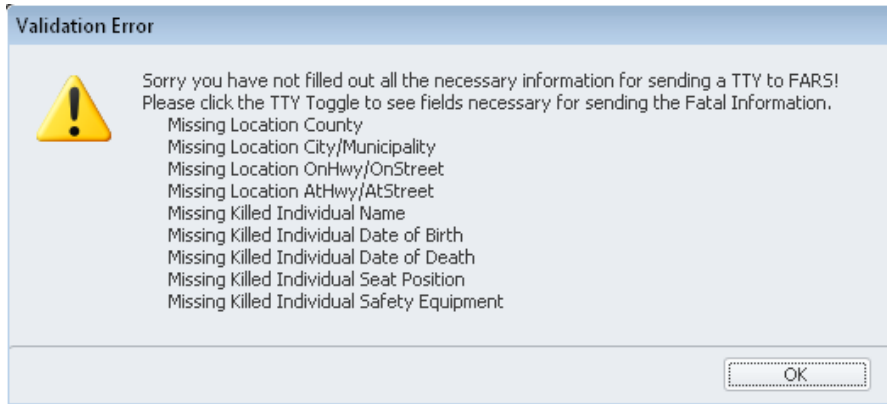 Validation Error
Sorry you have not filled out all the necessary information for sending a TTY to FARS!
Please click the TTY Toggle to see fields necessary for sending the Fatal Information.
Missing Location County
Missing Location City/Municipality
Missing Location OnHwy/OnStreet
Missing Location AtHwy/AtStreet
Missing Killed Individual Name
Missing Killed Individual Date of Birth
Missing Killed Individual Date of Death
Missing Killed Individual Seat Position
Missing Killed Individual Safety Equipment
OK